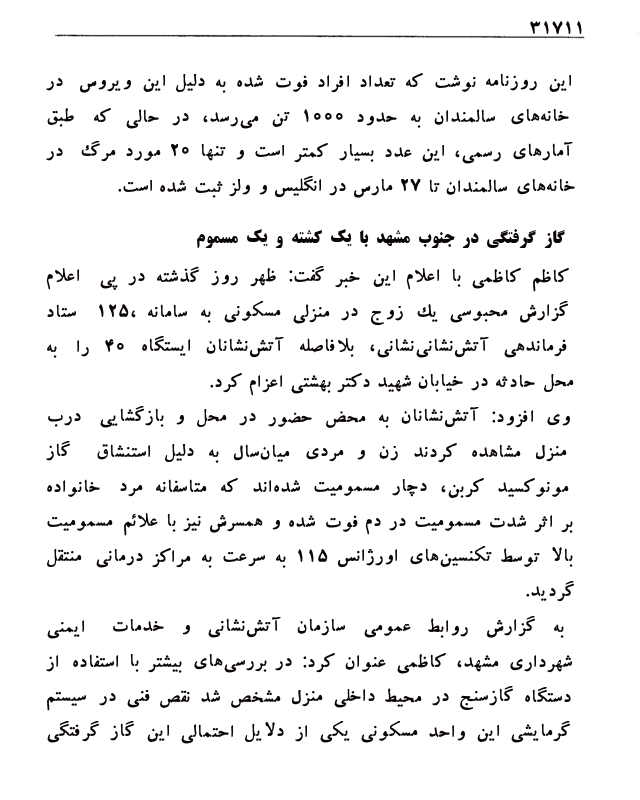 ۳۱۷۱۱
این روزنامه نوشت که تعداد افراد فوت شده به دلیل این ویروس در
خانه‌های سالمندان به حدود ۱۰۰۰ تن می‌رسد، در حالی که طبق
آمارهای رسمی، این عدد بسیار کمتر است و تنها ۲۰ مورد مرگ در
خانه‌های سالمندان تا ۲۷ مارس در انگلیس و ولز ثبت شده است.
گاز گرفتگی در جنوب مشهد با یک کشته و یک مسموم
کاظم کاظمی با اعلام این خبر گفت: ظهر روز گذشته در پی اعلام
گزارش محبوسی یك زوج در منزلی مسکونی به سامانه ،۱۲۵ ستاد
فرماندهی آتش‌نشانی‌نشانی، بلافاصله آتش‌نشانان ایستگاه ۴۰ را به
محل حادثه در خیابان شهید دکتر بهشتی اعزام کرد.
وی افزود: آتش‌نشانان به محض حضور در محل و بازگشایی درب
منزل مشاهده کردند زن و مردی میان‌سال به دلیل استنشاق گاز
مونوکسید کربن، دچار مسمومیت شده‌اند که متاسفانه مرد خانواده
بر اثر شدت مسمومیت در دم فوت شده و همسرش نیز با علائم مسمومیت
بالا توسط تکنسین‌های اورژانس ۱۱۵ به سرعت به مراکز درمانی منتقل
گردید.
به گزارش روابط عمومی سازمان آتش‌نشانی و خدمات ایمنی
شهرداری مشهد، کاظمی عنوان کرد: در بررسی‌های بیشتر با استفاده از
دستگاه گازسنج در محیط داخلی منزل مشخص شد نقص فنی در سیستم
گرمایشی این واحد مسکونی یکی از دلایل احتمالی این گاز گرفتگی